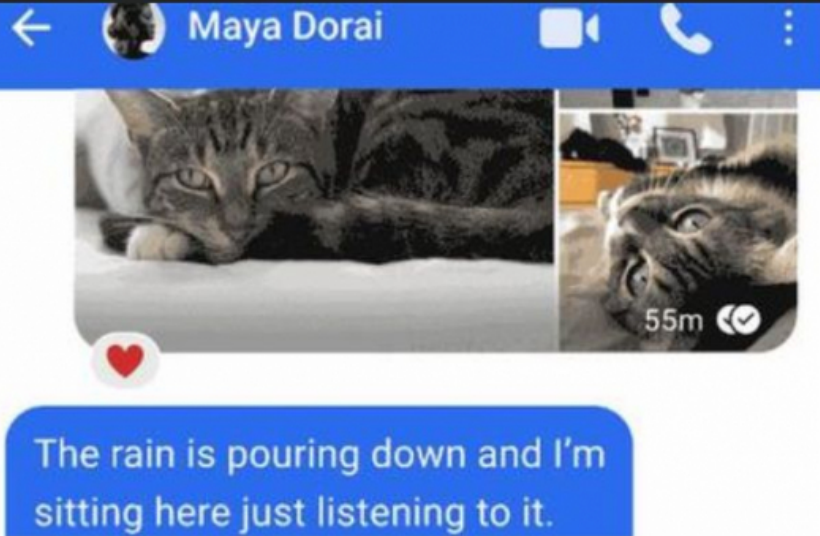 Maya Dorai
55m
The rain is pouring down and I’m
sitting here just listening to it.